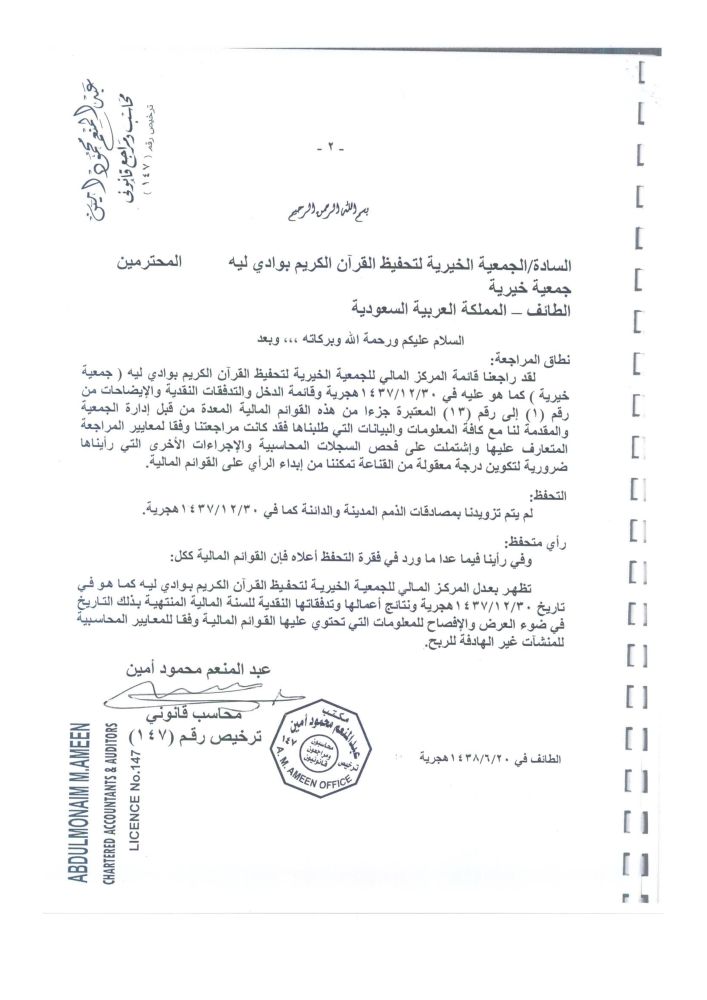 عبد المنعم محمود أمين
محاسب ومراجع قانوني
ترخيص رقم ( ١٤٧ )
- ٢ -
بسم الله الرحمن الرحيم
السادة/الجمعية الخيرية لتحفيظ القرآن الكريم بوادي ليه المحترمين
جمعية خيرية
الطائف – المملكة العربية السعودية
السلام عليكم ورحمة الله وبركاته ،،، وبعد
نطاق المراجعة:
لقد راجعنا قائمة المركز المالي للجمعية الخيرية لتحفيظ القرآن الكريم بوادي ليه ( جمعية
خيرية ) كما هو عليه في ١٤٣٧/١٢/٣٠هجرية وقائمة الدخل والتدفقات النقدية والإيضاحات من
رقم (١) إلى رقم (١٣) المعتبرة جزءا من هذه القوائم المالية المعدة من قبل إدارة الجمعية
والمقدمة لنا مع كافة المعلومات والبيانات التي طلبناها فقد كانت مراجعتنا وفقا لمعايير المراجعة
المتعارف عليها وإشتملت على فحص السجلات المحاسبية والإجراءات الأخرى التي رأيناها
ضرورية لتكوين درجة معقولة من القناعة تمكننا من إبداء الرأي على القوائم المالية.
التحفظ:
لم يتم تزويدنا بمصادقات الذمم المدينة والدائنة كما في ١٤٣٧/١٢/٣٠هجرية.
رأي متحفظ:
وفي رأينا فيما عدا ما ورد في فقرة التحفظ أعلاه فإن القوائم المالية ككل:
تظهر بعدل المركز المالي للجمعية الخيرية لتحفيظ القرآن الكريم بوادي ليه كما هو في
تاريخ ١٤٣٧/١٢/٣٠هجرية ونتائج أعمالها وتدفقاتها النقدية للسنة المالية المنتهية بذلك التاريخ
في ضوء العرض والإفصاح للمعلومات التي تحتوي عليها القوائم المالية وفقا للمعايير المحاسبية
للمنشآت غير الهادفة للربح.
عبد المنعم محمود أمين
محاسب قانوني
ترخيص رقم (١٤٧)
مكتب
عبدالمنعم محمود أمين
محاسبون
ومراجعون
قانونيون
ترخيص ١٤٧
A. M. AMEEN OFFICE
الطائف في ١٤٣٨/٦/٢٠هجرية
ABDULMONAIM M.AMEEN
CHARTERED ACCOUNTANTS & AUDITORS
LICENCE No.147